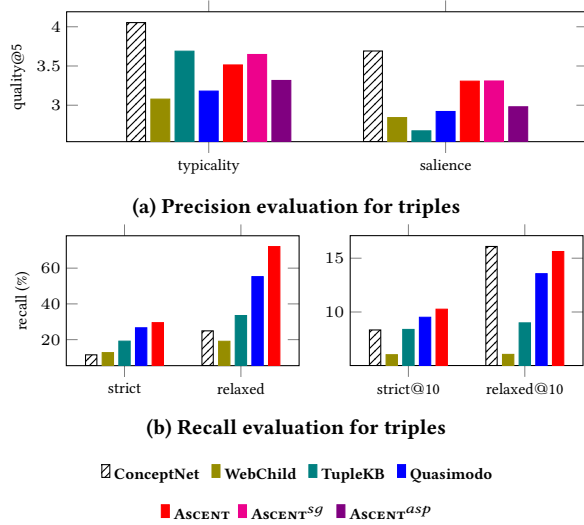 4
3.5
3
quality@5
typicality salience
(a) Precision evaluation for triples
60
40
20
recall (%)
strict relaxed
15
10
strict@10 relaxed@10
(b) Recall evaluation for triples
ConceptNet WebChild TupleKB Quasimodo
ASCENT ASCENT^sg ASCENT^asp